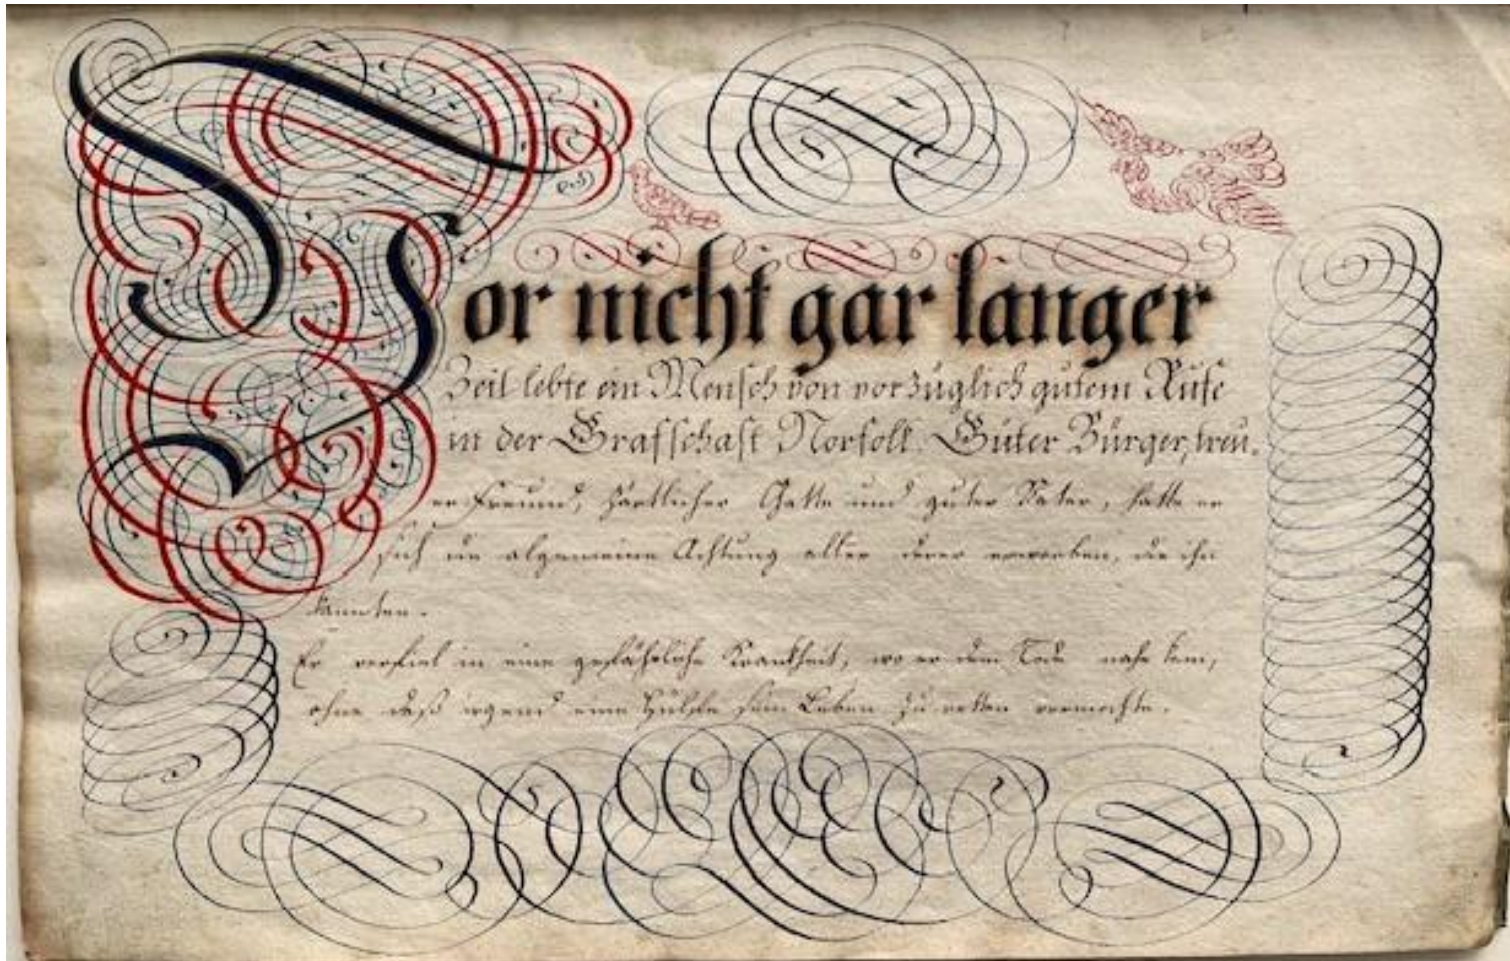 Vor nicht gar langer
Zeit lebte ein Mensch von vorzüglich gutem Rufe
in der Grafschaft Norfolk. Guter Bürger, treu-
er Freund, zärtlicher Gatte und guter Vater, hatte er
sich die algemeine Achtung aller derer erworben, die ihn
kannten.
Er verfiel in eine gefährliche Krankheit, wo er dem Tode nahe kam,
ohne daß irgend eine Hülfe sein Leben zu retten vermochte.